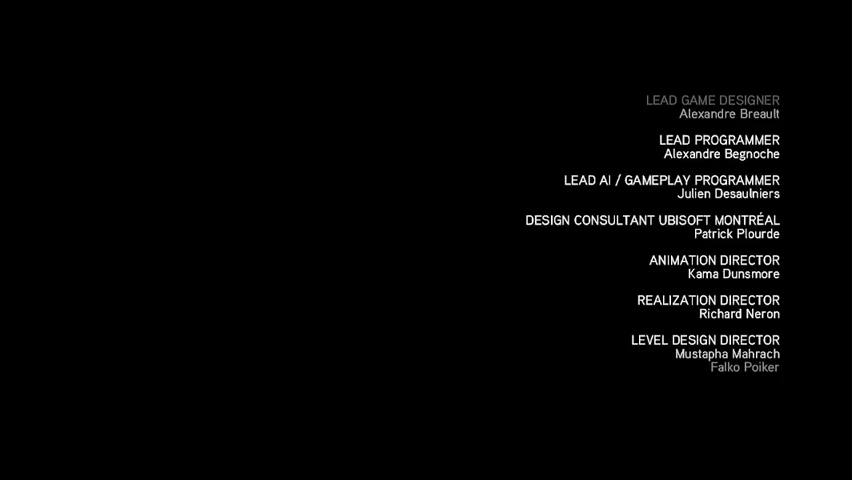 LEAD GAME DESIGNER
Alexandre Breault
LEAD PROGRAMMER
Alexandre Begnoche
LEAD AI / GAMEPLAY PROGRAMMER
Julien Desaulniers
DESIGN CONSULTANT UBISOFT MONTRÉAL
Patrick Plourde
ANIMATION DIRECTOR
Kama Dunsmore
REALIZATION DIRECTOR
Richard Neron
LEVEL DESIGN DIRECTOR
Mustapha Mahrach
Falko Poiker